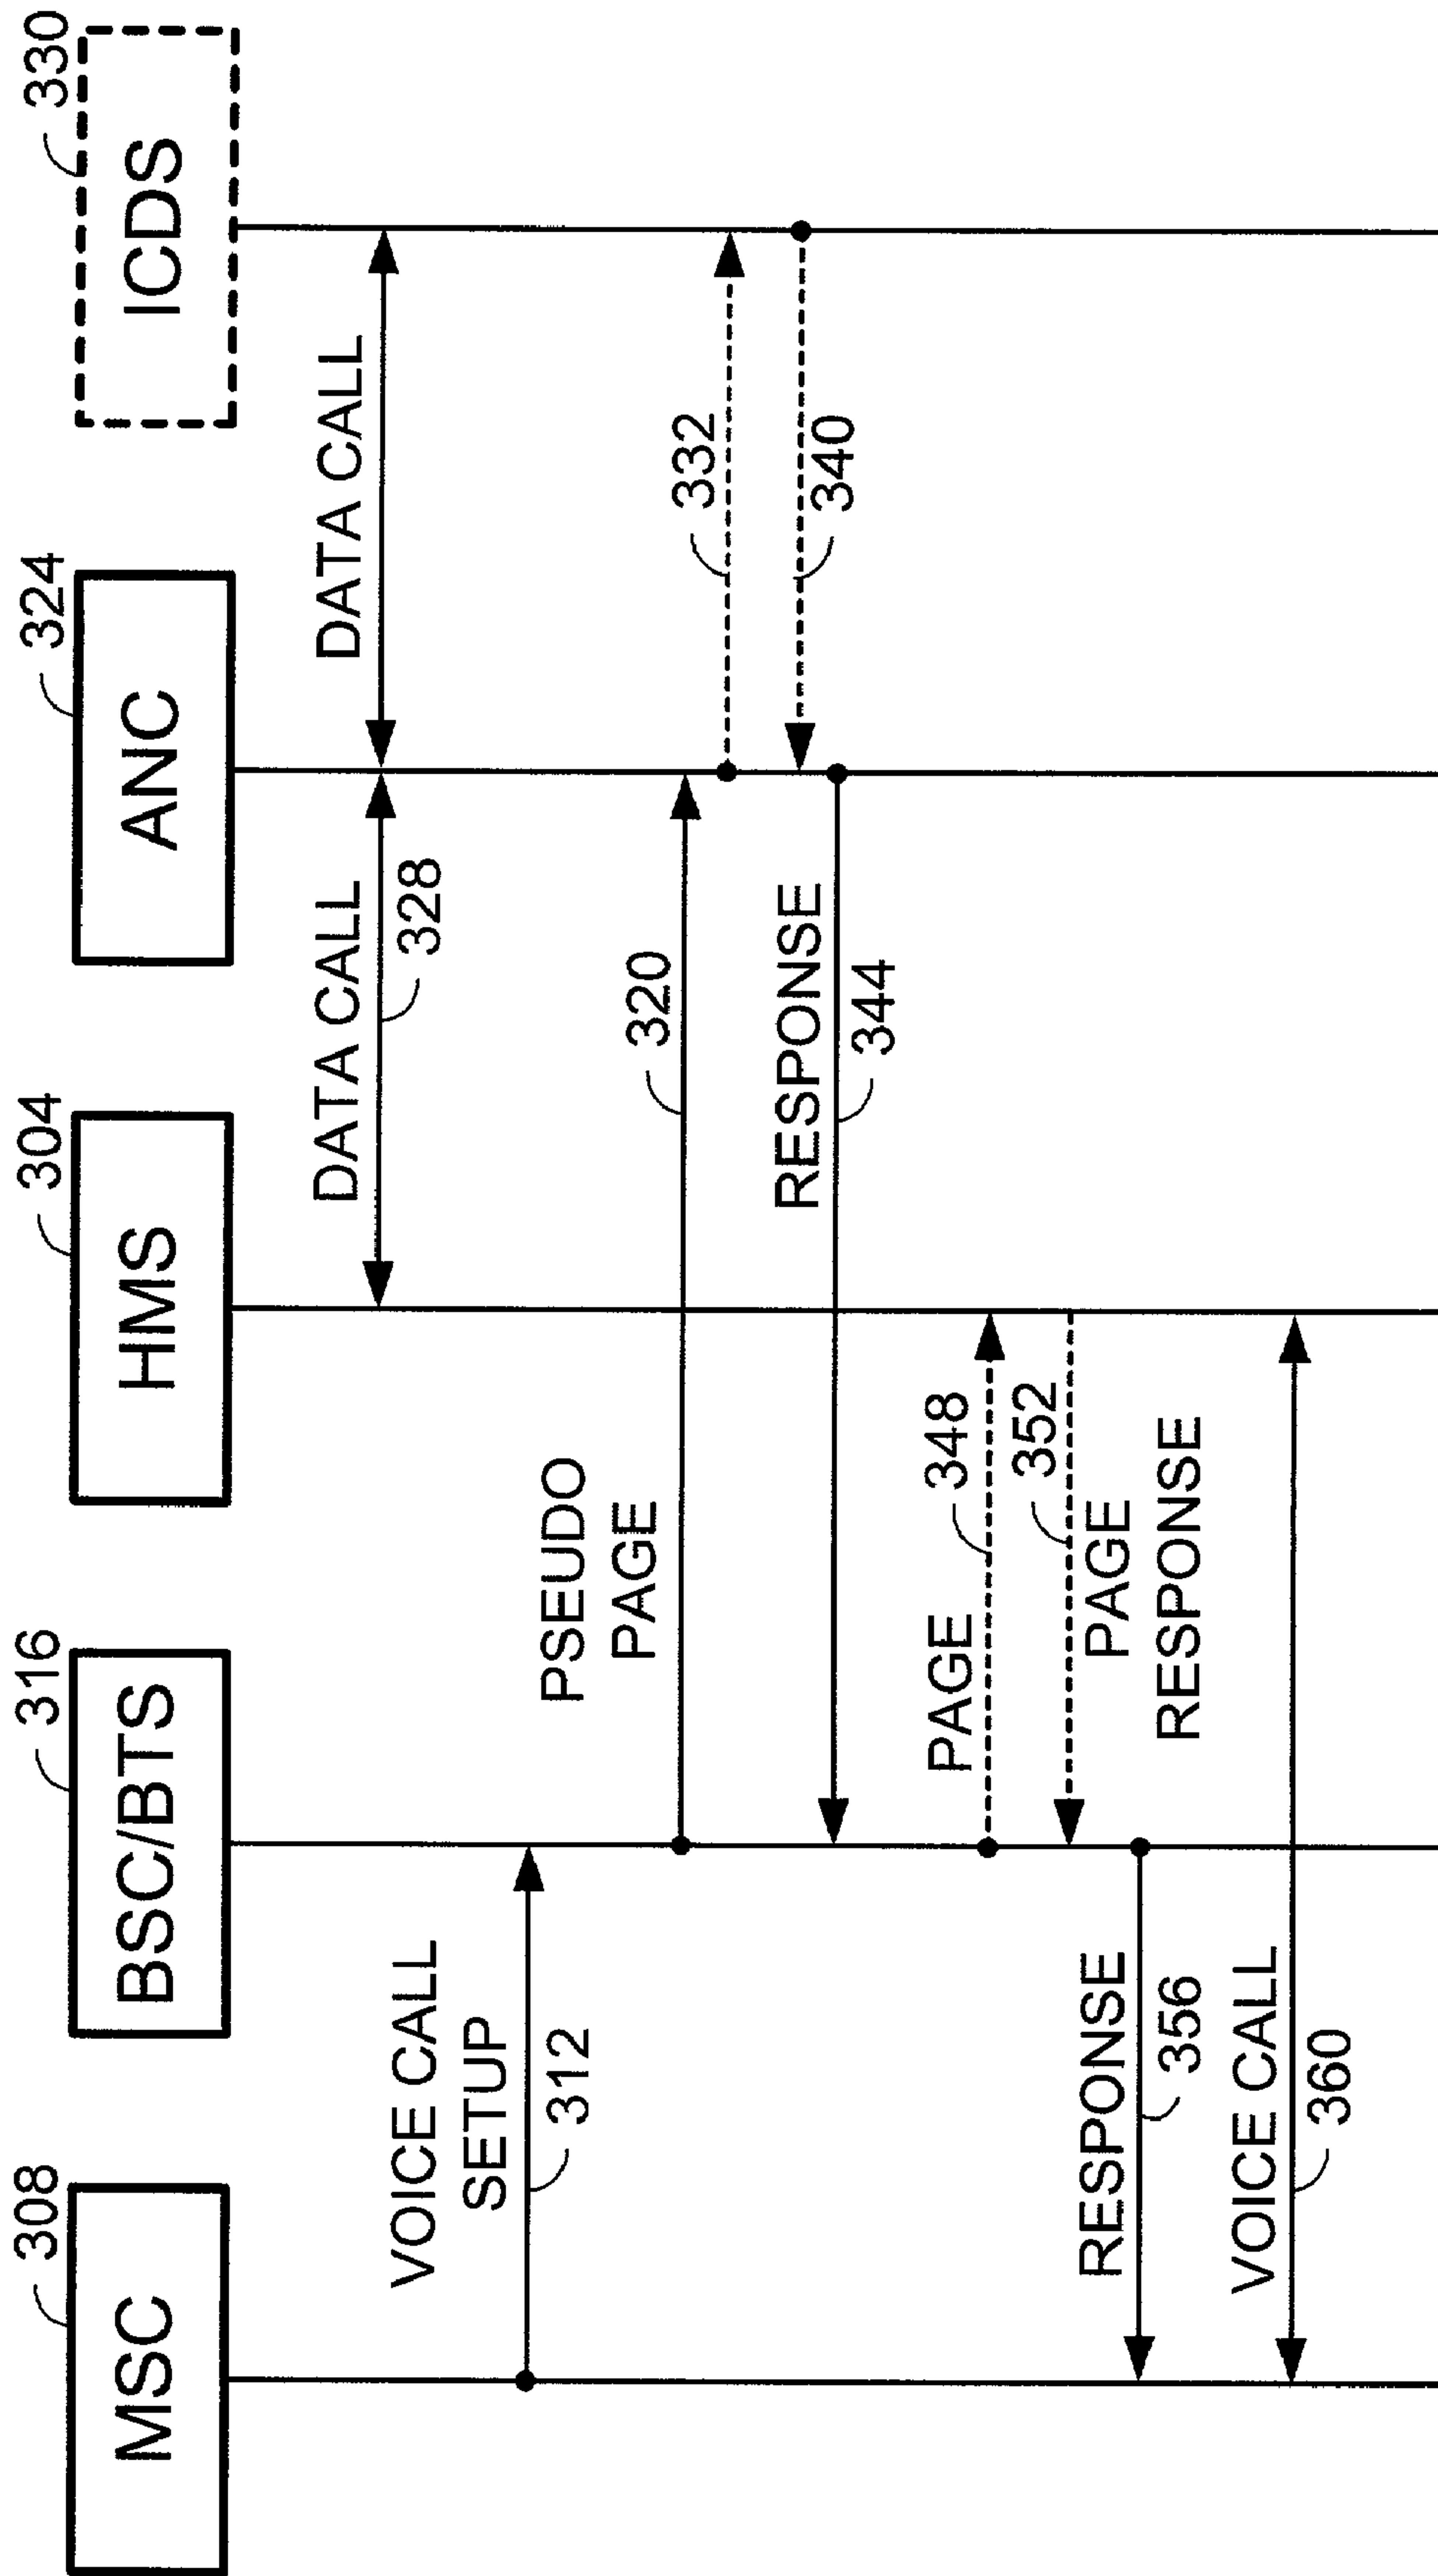 MSC
308
BSC/BTS
316
HMS
304
ANC
324
ICDS
330
DATA CALL
328
DATA CALL
VOICE CALL
SETUP
312
PSEUDO
PAGE
320
332
340
RESPONSE
344
PAGE
348
352
PAGE
RESPONSE
RESPONSE
356
VOICE CALL
360